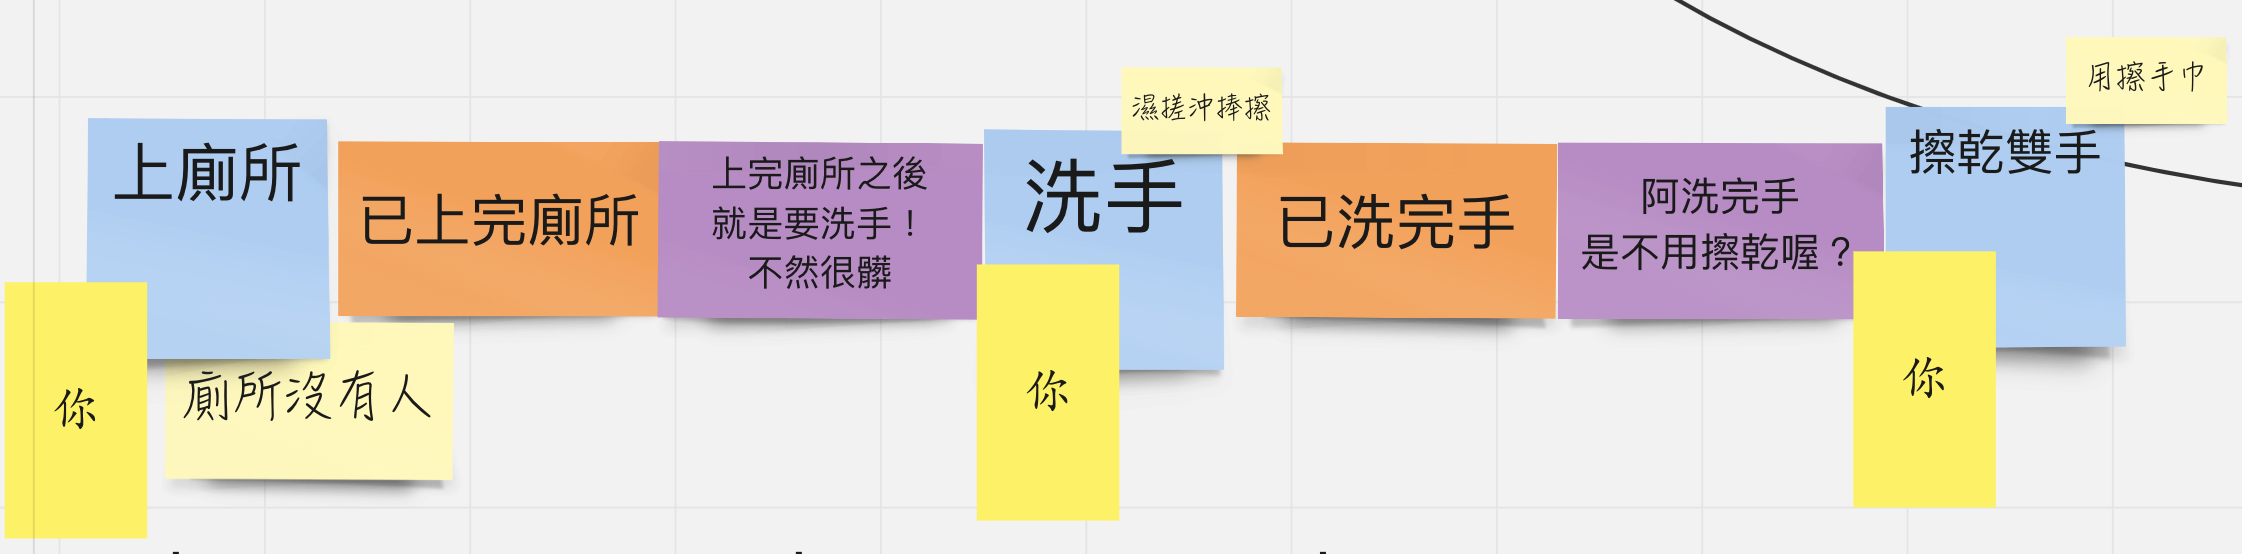 上廁所
你
廁所沒有人
已上完廁所
上完廁所之後
就是要洗手！
不然很髒
濕搓沖捧擦
洗手
你
已洗完手
阿洗完手
是不用擦乾喔？
用擦手巾
擦乾雙手
你